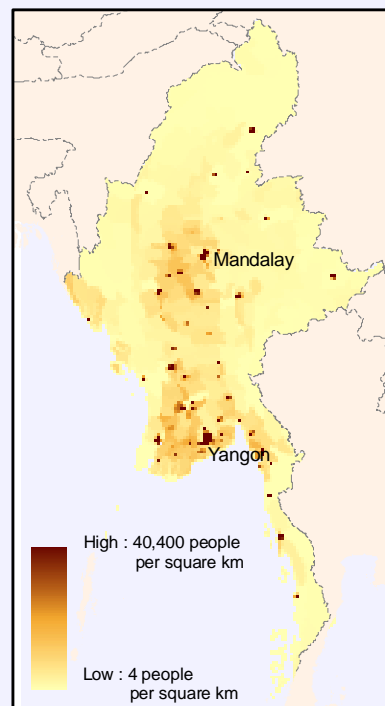 Mandalay
Yangon
High : 40,400 people
per square km
Low : 4 people
per square km